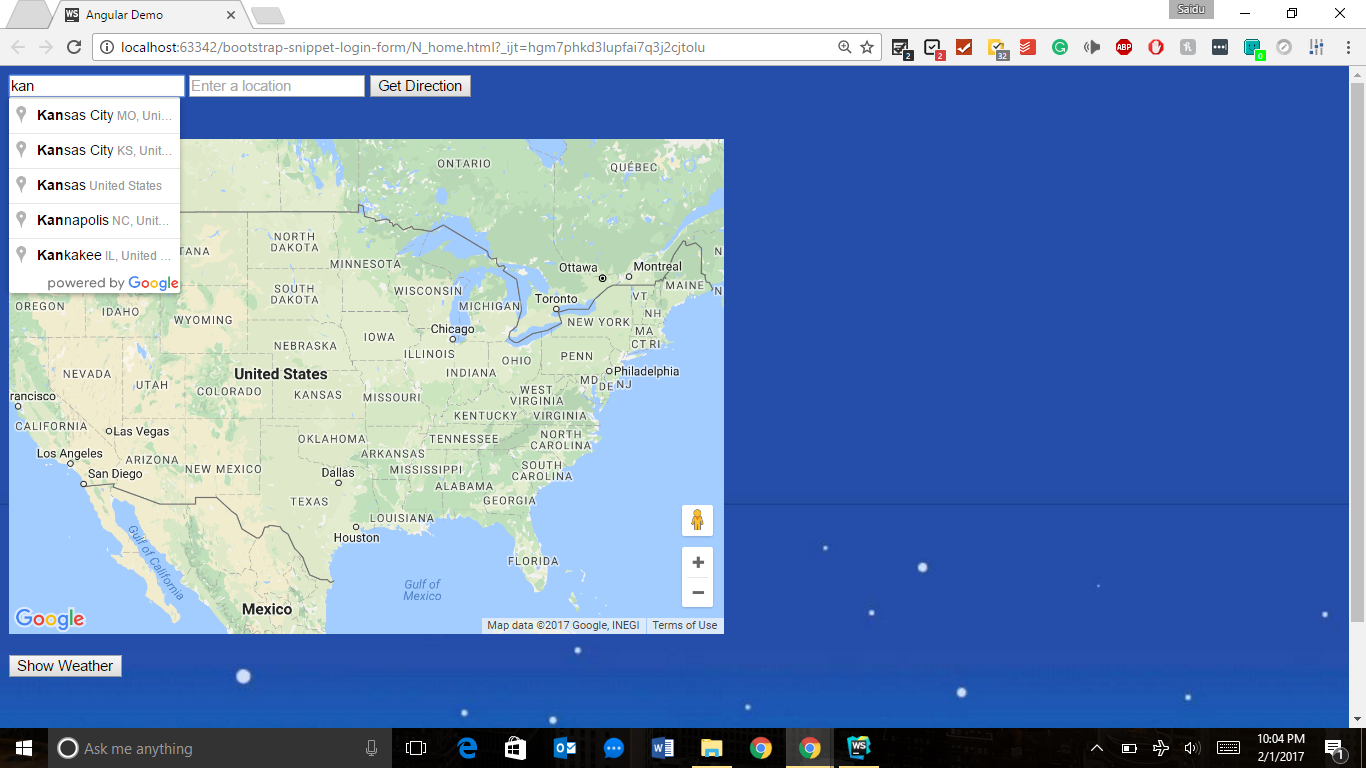 Angular Demo
Saidu
localhost:63342/bootstrap-snippet-login-form/N_home.html?_ijt=hgm7phkd3lupfai7q3j2cjtolu
2
2
32
ABP
0
kan
Enter a location
Get Direction
Kansas City MO, Uni...
Kansas City KS, Unit...
Kansas United States
Kannapolis NC, Unit...
Kankakee IL, United ...
powered by Google
ONTARIO
QUÉBEC
NORTH DAKOTA
TANA
MINNESOTA
Ottawa
Montreal
N
MAINE
SOUTH DAKOTA
WISCONSIN
MICHIGAN
Toronto
VT
N
OREGON
IDAHO
WYOMING
NEW YORK
NH
MA
CT RI
IOWA
Chicago
NEBRASKA
ILLINOIS
OHIO
PENN
INDIANA
NEVADA
UTAH
United States
COLORADO
KANSAS
MISSOURI
WEST VIRGINIA
MD
DE
NJ
Philadelphia
rancisco
KENTUCKY
VIRGINIA
CALIFORNIA
Las Vegas
OKLAHOMA
TENNESSEE
NORTH CAROLINA
Los Angeles
ARIZONA
NEW MEXICO
ARKANSAS
San Diego
Dallas
MISSISSIPPI
SOUTH CAROLINA
ALABAMA
TEXAS
GEORGIA
LOUISIANA
Houston
Gulf of California
FLORIDA
Gulf of Mexico
Mexico
Google
Map data ©2017 Google, INEGI
Terms of Use
Show Weather
Ask me anything
10:04 PM
2/1/2017
1